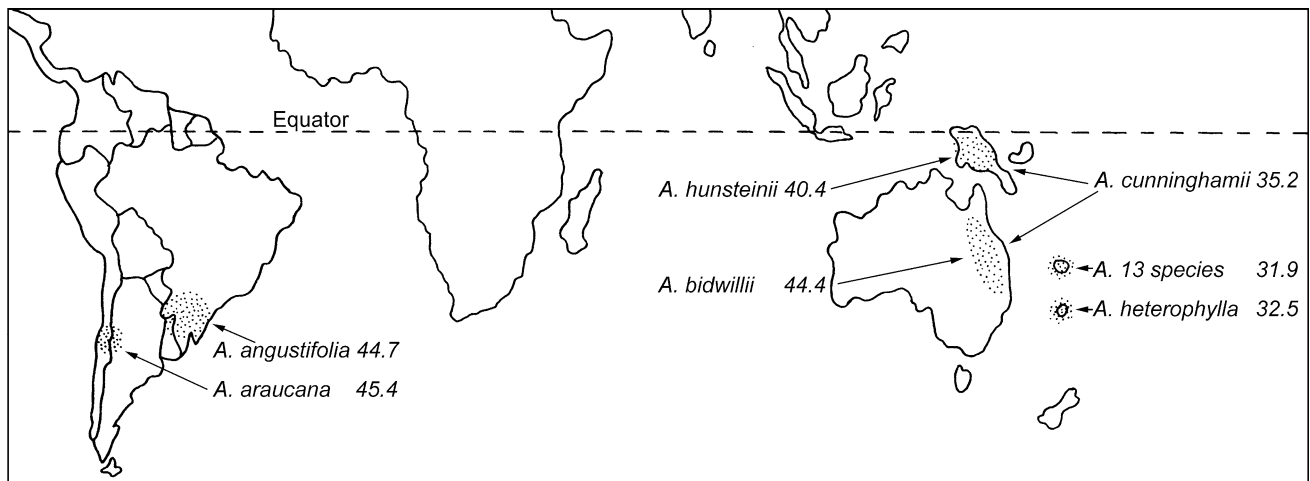 Equator
A. hunsteinii 40.4
A. cunninghamii 35.2
A. bidwillii 44.4
A. 13 species 31.9
A. heterophylla 32.5
A. angustifolia 44.7
A. araucana 45.4